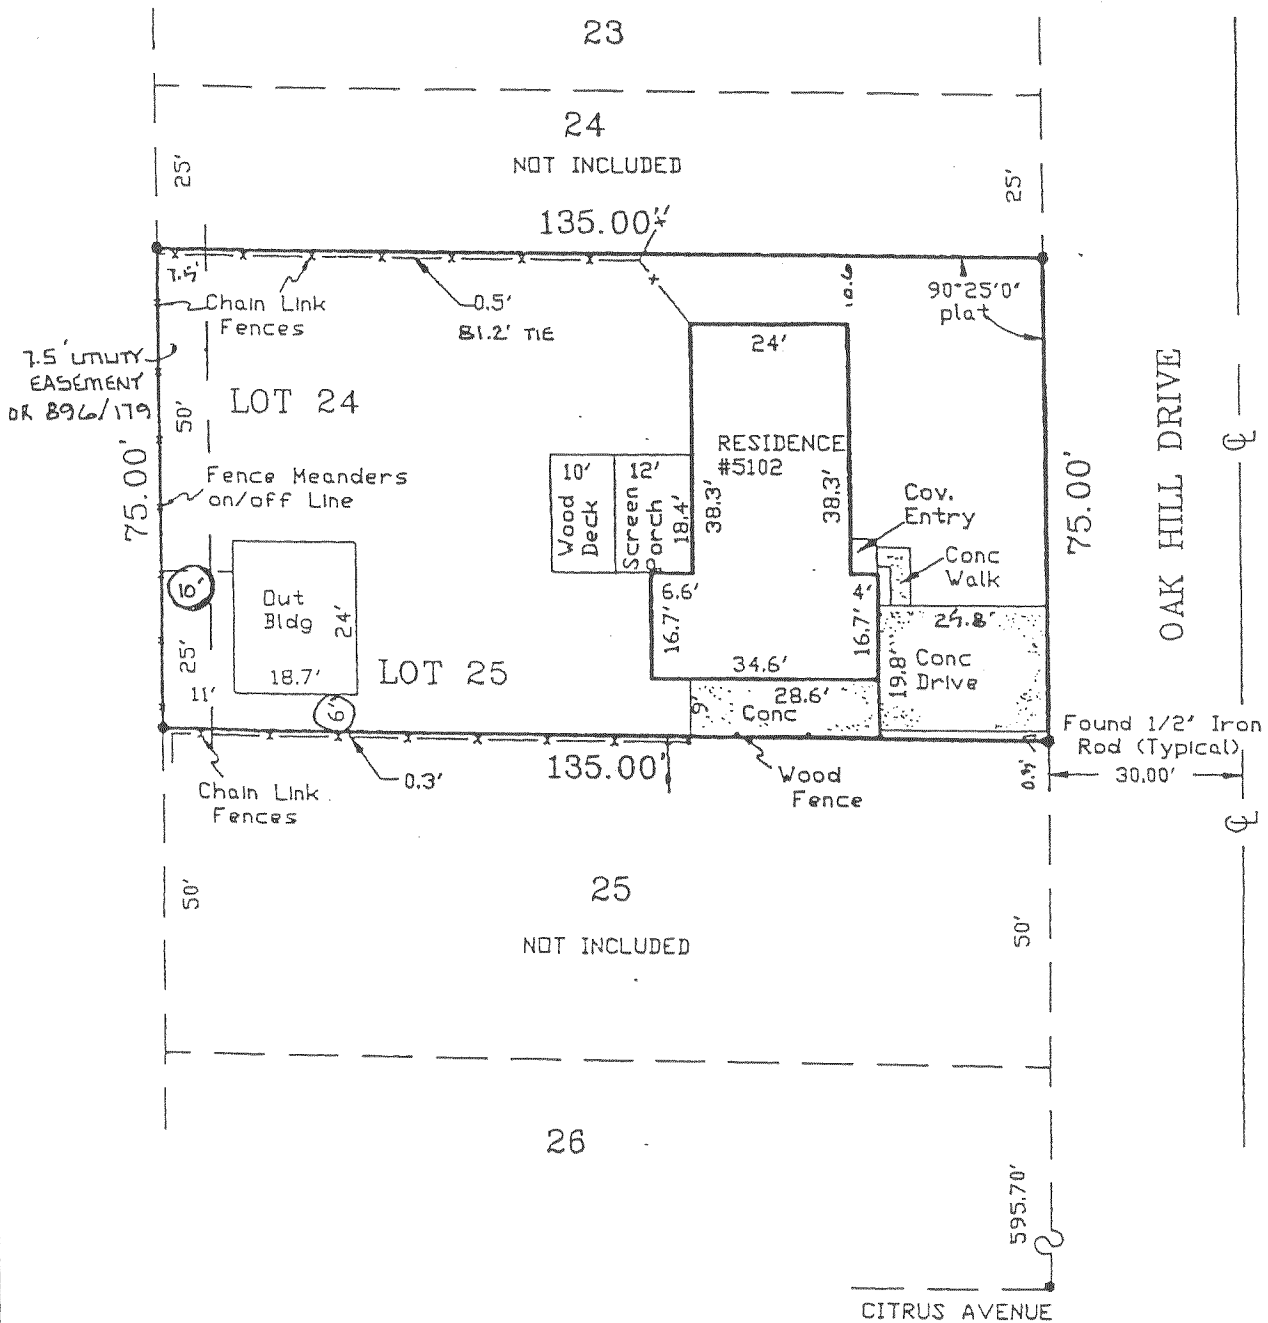 23
24
NOT INCLUDED
25'
25'
135.00'
7.5'
Chain Link
Fences
0.5'
81.2' TIE
10.6
90°25'0"
plat
24'
7.5' UTILITY
EASEMENT
OR 896/179
LOT 24
50'
75.00'
Fence Meanders
on/off Line
RESIDENCE
#5102
10'
Wood
Deck
12'
Screen
Porch
18.4'
38.3'
38.3'
Cov.
Entry
Conc
Walk
75.00'
OAK HILL DRIVE
℄
10'
Out
Bldg
24'
18.7'
6.6'
16.7'
4'
16.7'
34.6'
25'
11'
6'
LOT 25
9'
28.6'
Conc
19.8'
Conc
Drive
Found 1/2" Iron
Rod (Typical)
30.00'
℄
135.00'
0.3'
Chain Link
Fences
Wood
Fence
50'
25
NOT INCLUDED
50'
26
595.70'
CITRUS AVENUE